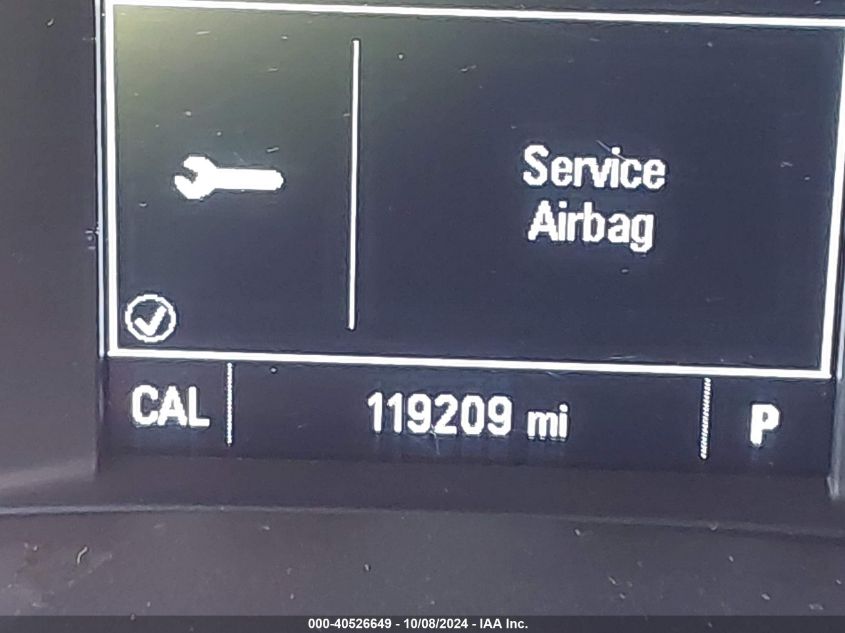 Service
Airbag
CAL 119209 mi P
000-40526649 - 10/08/2024 - IAA Inc.